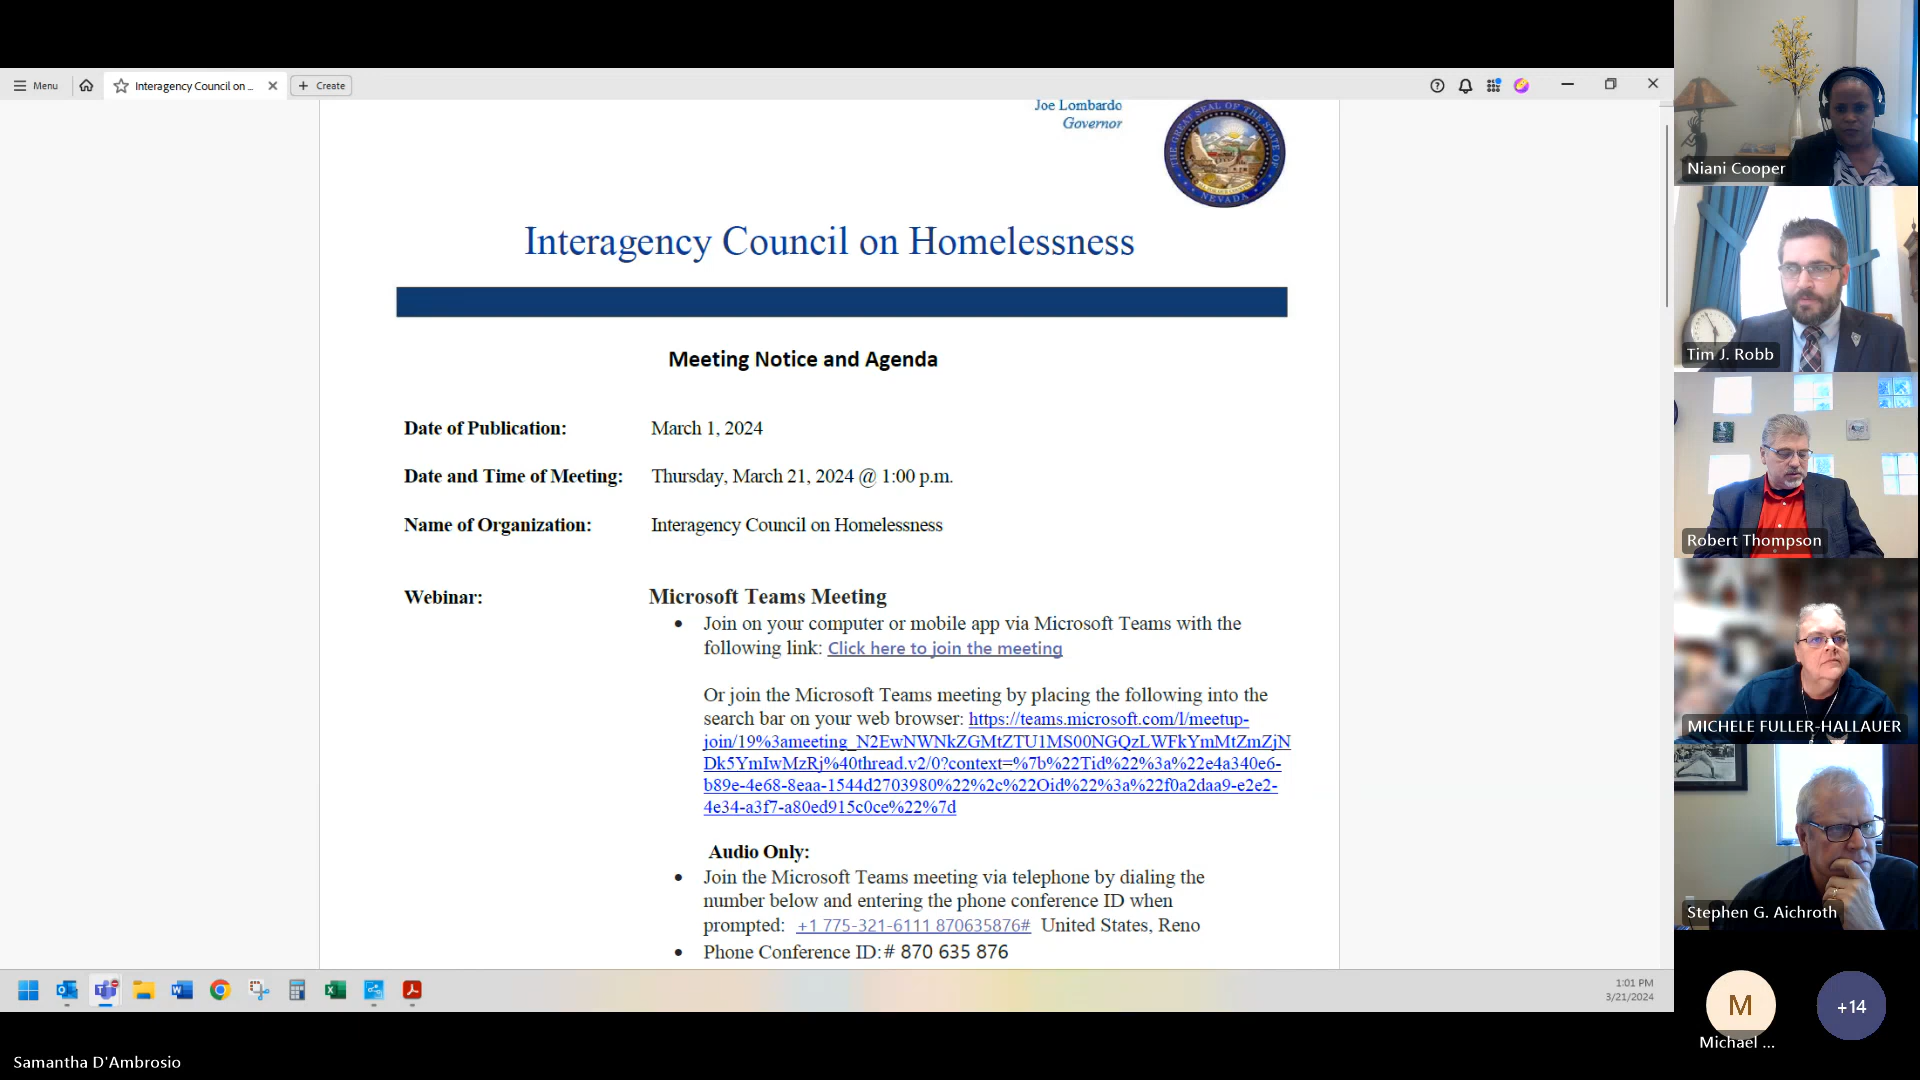 Menu
Interagency Council on ...
Create
Joe Lombardo
Governor
THE GREAT SEAL OF THE STATE OF
NEVADA
Interagency Council on Homelessness
Meeting Notice and Agenda
Date of Publication: March 1, 2024
Date and Time of Meeting: Thursday, March 21, 2024 @ 1:00 p.m.
Name of Organization: Interagency Council on Homelessness
Webinar: Microsoft Teams Meeting
• Join on your computer or mobile app via Microsoft Teams with the
following link: Click here to join the meeting
Or join the Microsoft Teams meeting by placing the following into the
search bar on your web browser: https://teams.microsoft.com/l/meetup-
join/19%3ameeting_N2EwNWNkZGMtZTU1MS00NGQzLWFkYmMtZmZjN
Dk5YmIwMzRj%40thread.v2/0?context=%7b%22Tid%22%3a%22e4a340e6-
b89e-4e68-8eaa-1544d2703980%22%2c%22Oid%22%3a%22f0a2daa9-e2e2-
4e34-a3f7-a80ed915c0ce%22%7d
Audio Only:
• Join the Microsoft Teams meeting via telephone by dialing the
number below and entering the phone conference ID when
prompted: +1 775-321-6111 870635876# United States, Reno
• Phone Conference ID: # 870 635 876
1:01 PM
3/21/2024
Samantha D'Ambrosio
Niani Cooper
Tim J. Robb
Robert Thompson
MICHELE FULLER-HALLAUER
Stephen G. Aichroth
M
Michael ...
+14